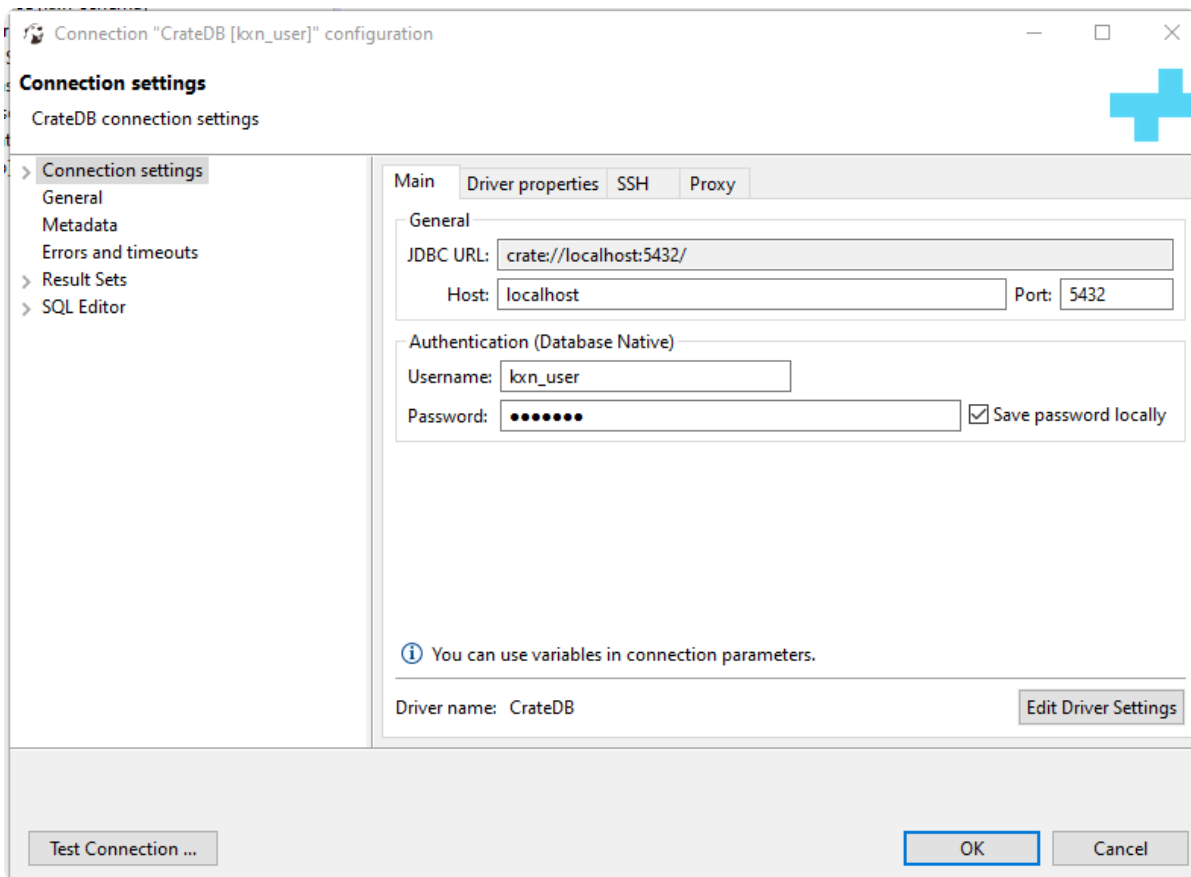 Connection "CrateDB [kxn_user]" configuration
Connection settings
CrateDB connection settings
Connection settings
General
Metadata
Errors and timeouts
Result Sets
SQL Editor
Main Driver properties SSH Proxy
General
JDBC URL: crate://localhost:5432/
Host: localhost Port: 5432
Authentication (Database Native)
Username: kxn_user
Password: •••••••
Save password locally
You can use variables in connection parameters.
Driver name: CrateDB Edit Driver Settings
Test Connection ... OK Cancel